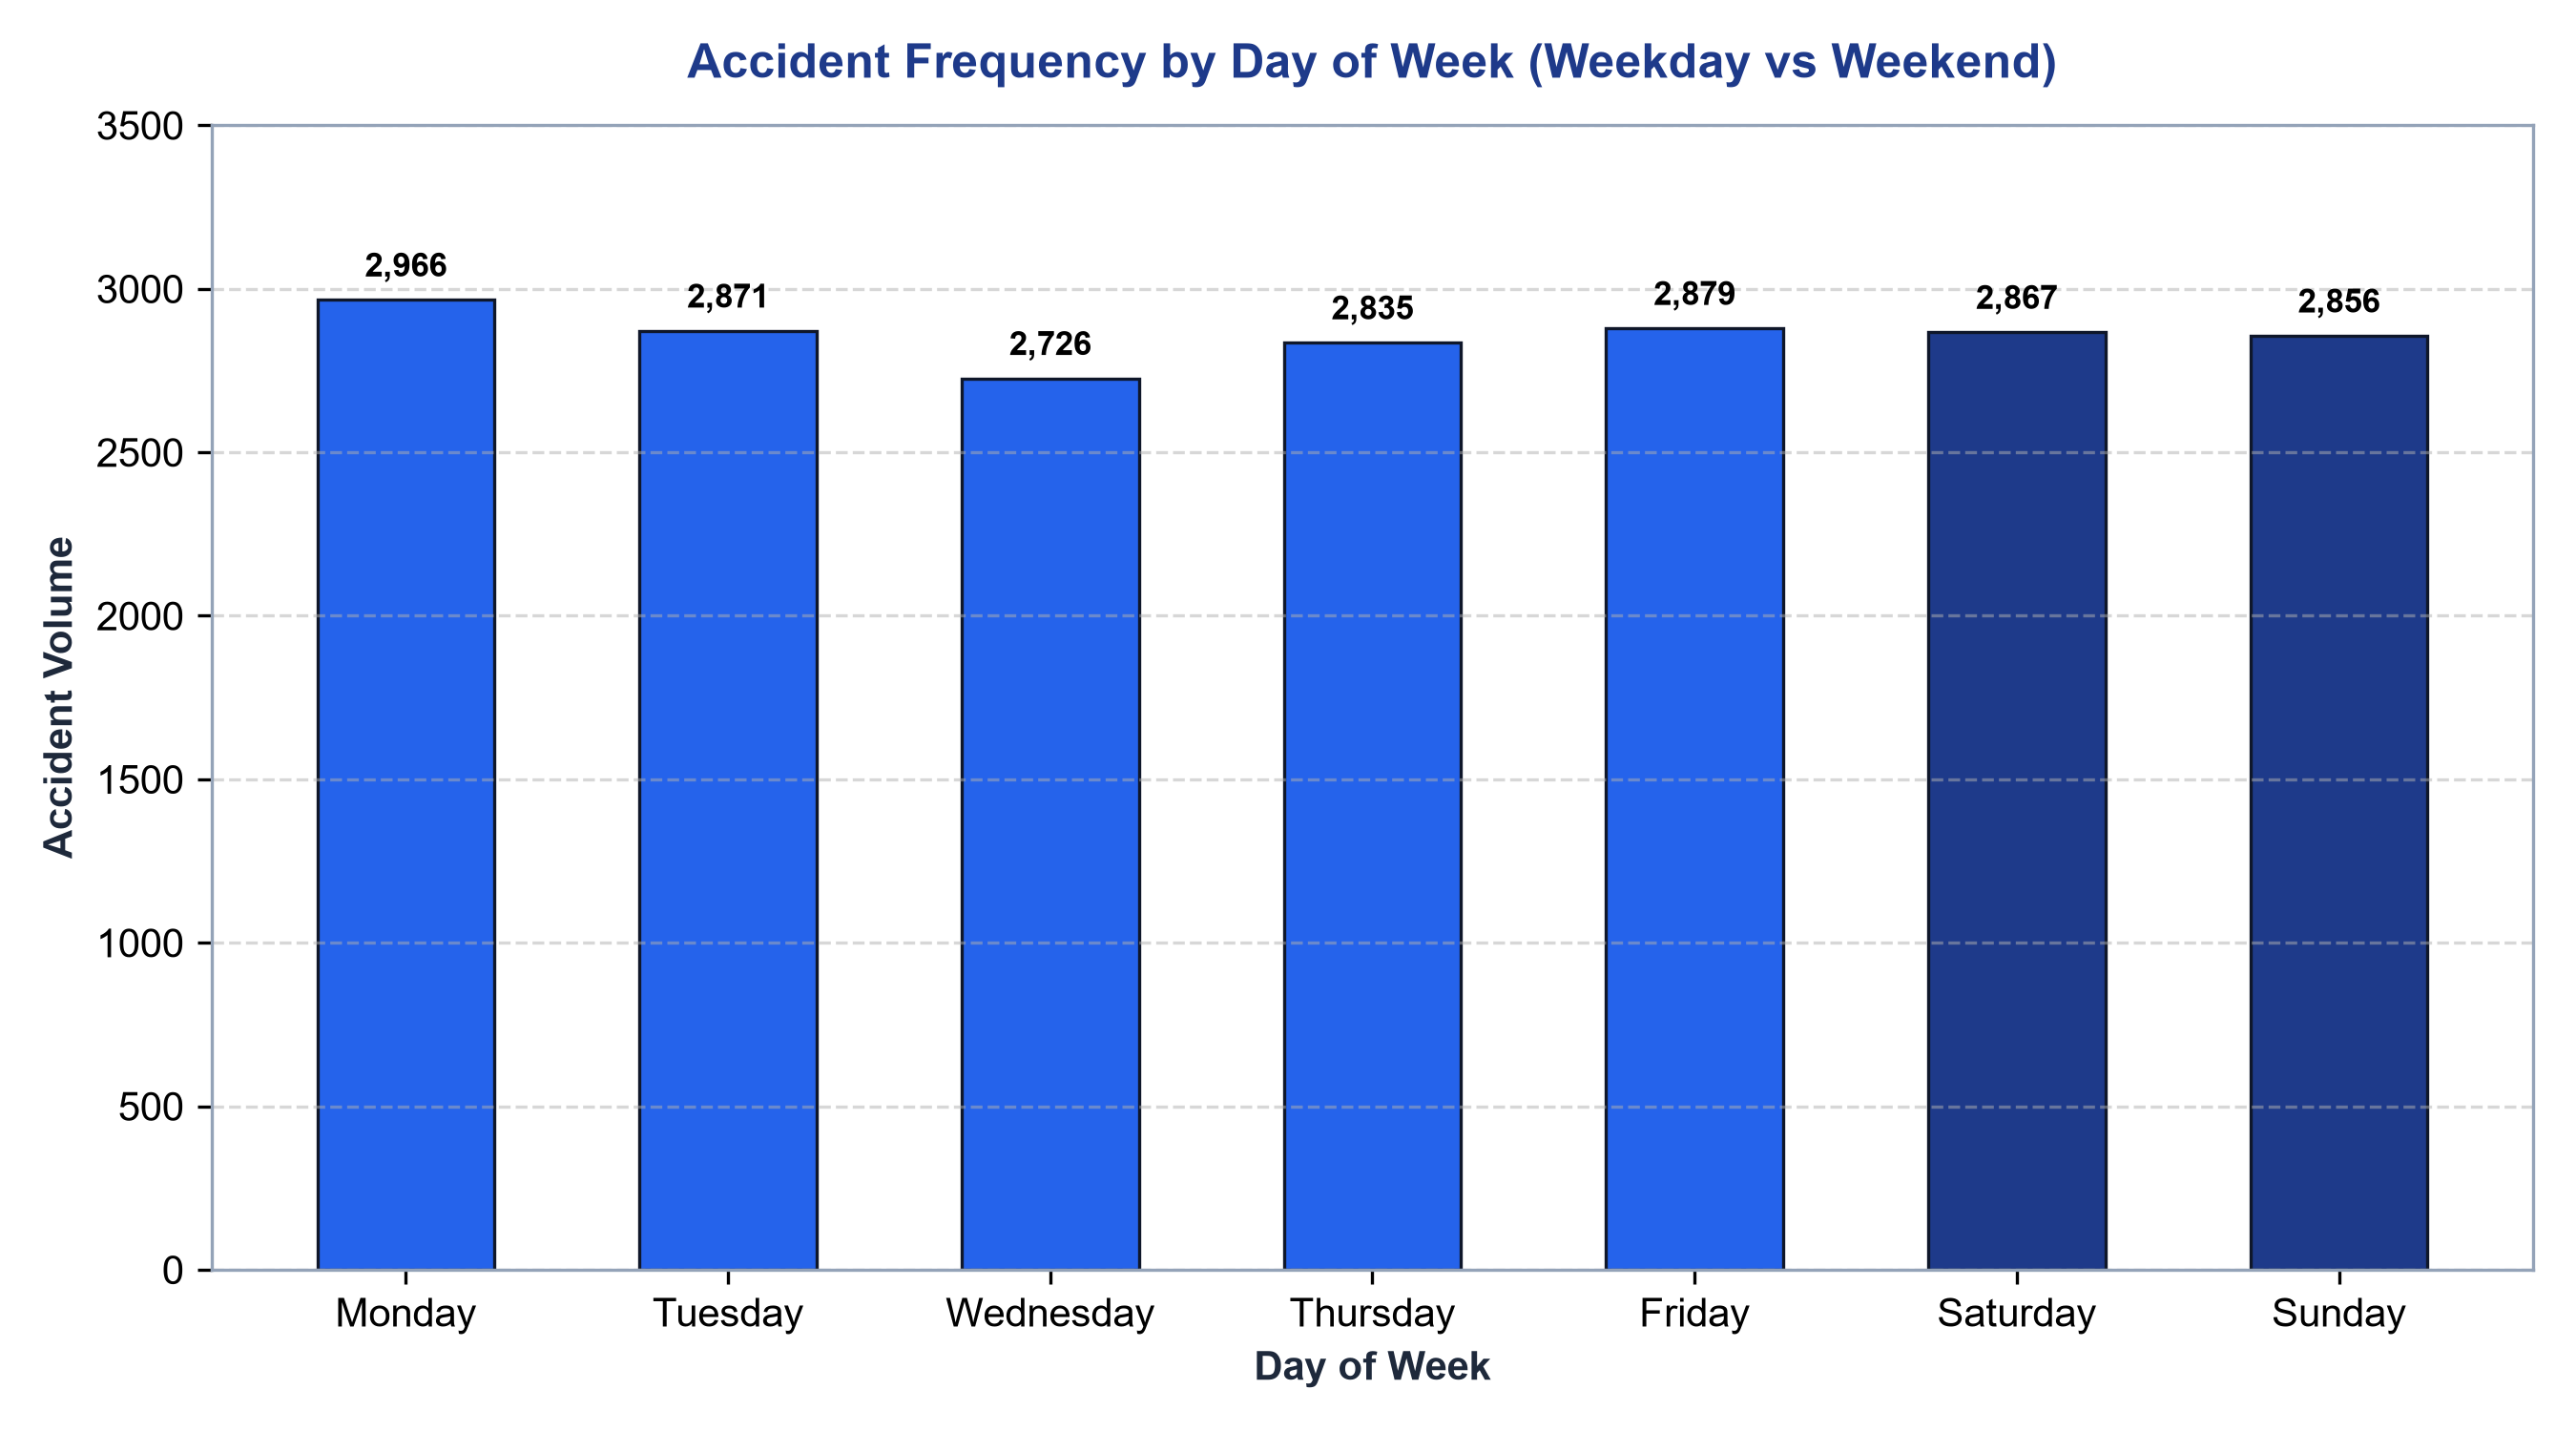 Accident Frequency by Day of Week (Weekday vs Weekend)
3500
3000
2500
2000
1500
1000
500
0
Accident Volume
2,966
2,871
2,726
2,835
2,879
2,867
2,856
Monday
Tuesday
Wednesday
Thursday
Friday
Saturday
Sunday
Day of Week